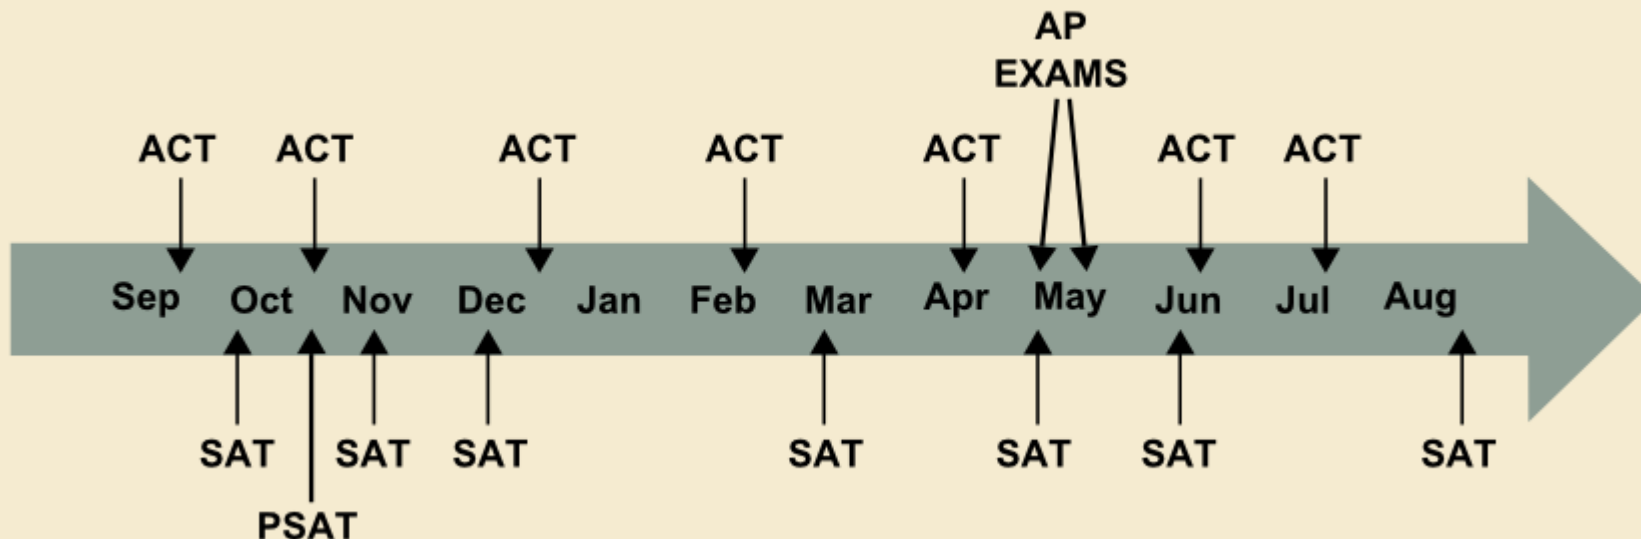 AP
EXAMS
ACT ACT ACT ACT ACT ACT ACT
Sep Oct Nov Dec Jan Feb Mar Apr May Jun Jul Aug
SAT SAT SAT SAT SAT SAT SAT
PSAT